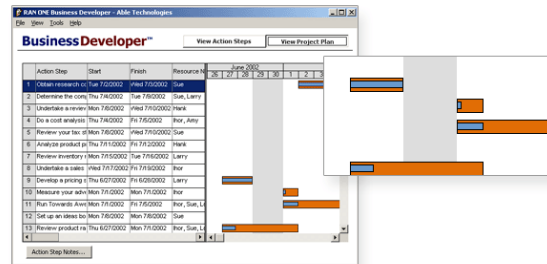 RAN ONE Business Developer - Able Technologies
File View Tools Help
BusinessDeveloper™
View Action Steps View Project Plan
Action Step Start Finish Resource N
June 2002
26 27 28 29 30 1 2 3
1 Obtain research co Tue 7/2/2002 Wed 7/3/2002 Sue
2 Determine the com Thu 7/4/2002 Tue 7/9/2002 Sue, Larry
3 Undertake a review Mon 7/8/2002 Wed 7/10/2002 Hank
4 Do a cost analysis Thu 7/4/2002 Fri 7/5/2002 Ihor, Amy
5 Review your tax st Mon 7/8/2002 Wed 7/10/2002 Sue
6 Analyze product p Thu 7/11/2002 Fri 7/12/2002 Hank
7 Review inventory s Mon 7/15/2002 Tue 7/16/2002 Larry
8 Undertake a sales Wed 7/17/2002 Fri 7/19/2002 Ihor
9 Develop a pricing s Thu 6/27/2002 Fri 6/28/2002 Larry
10 Measure your adve Mon 7/1/2002 Mon 7/1/2002 Ihor
11 Run Towards Awa Mon 7/1/2002 Fri 7/5/2002 Ihor, Sue, L
12 Set up an ideas bo Mon 7/8/2002 Mon 7/8/2002 Sue
13 Review product re Thu 6/27/2002 Mon 7/1/2002 Ihor, Sue, L
Action Step Notes...